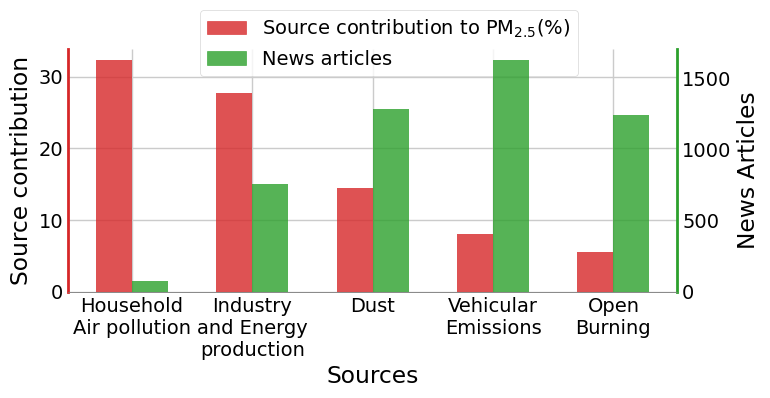 Source contribution to PM2.5(%)
News articles
Source contribution
30
20
10
0
1500
1000
500
0
News Articles
Household
Air pollution
Industry
and Energy
production
Dust
Vehicular
Emissions
Open
Burning
Sources